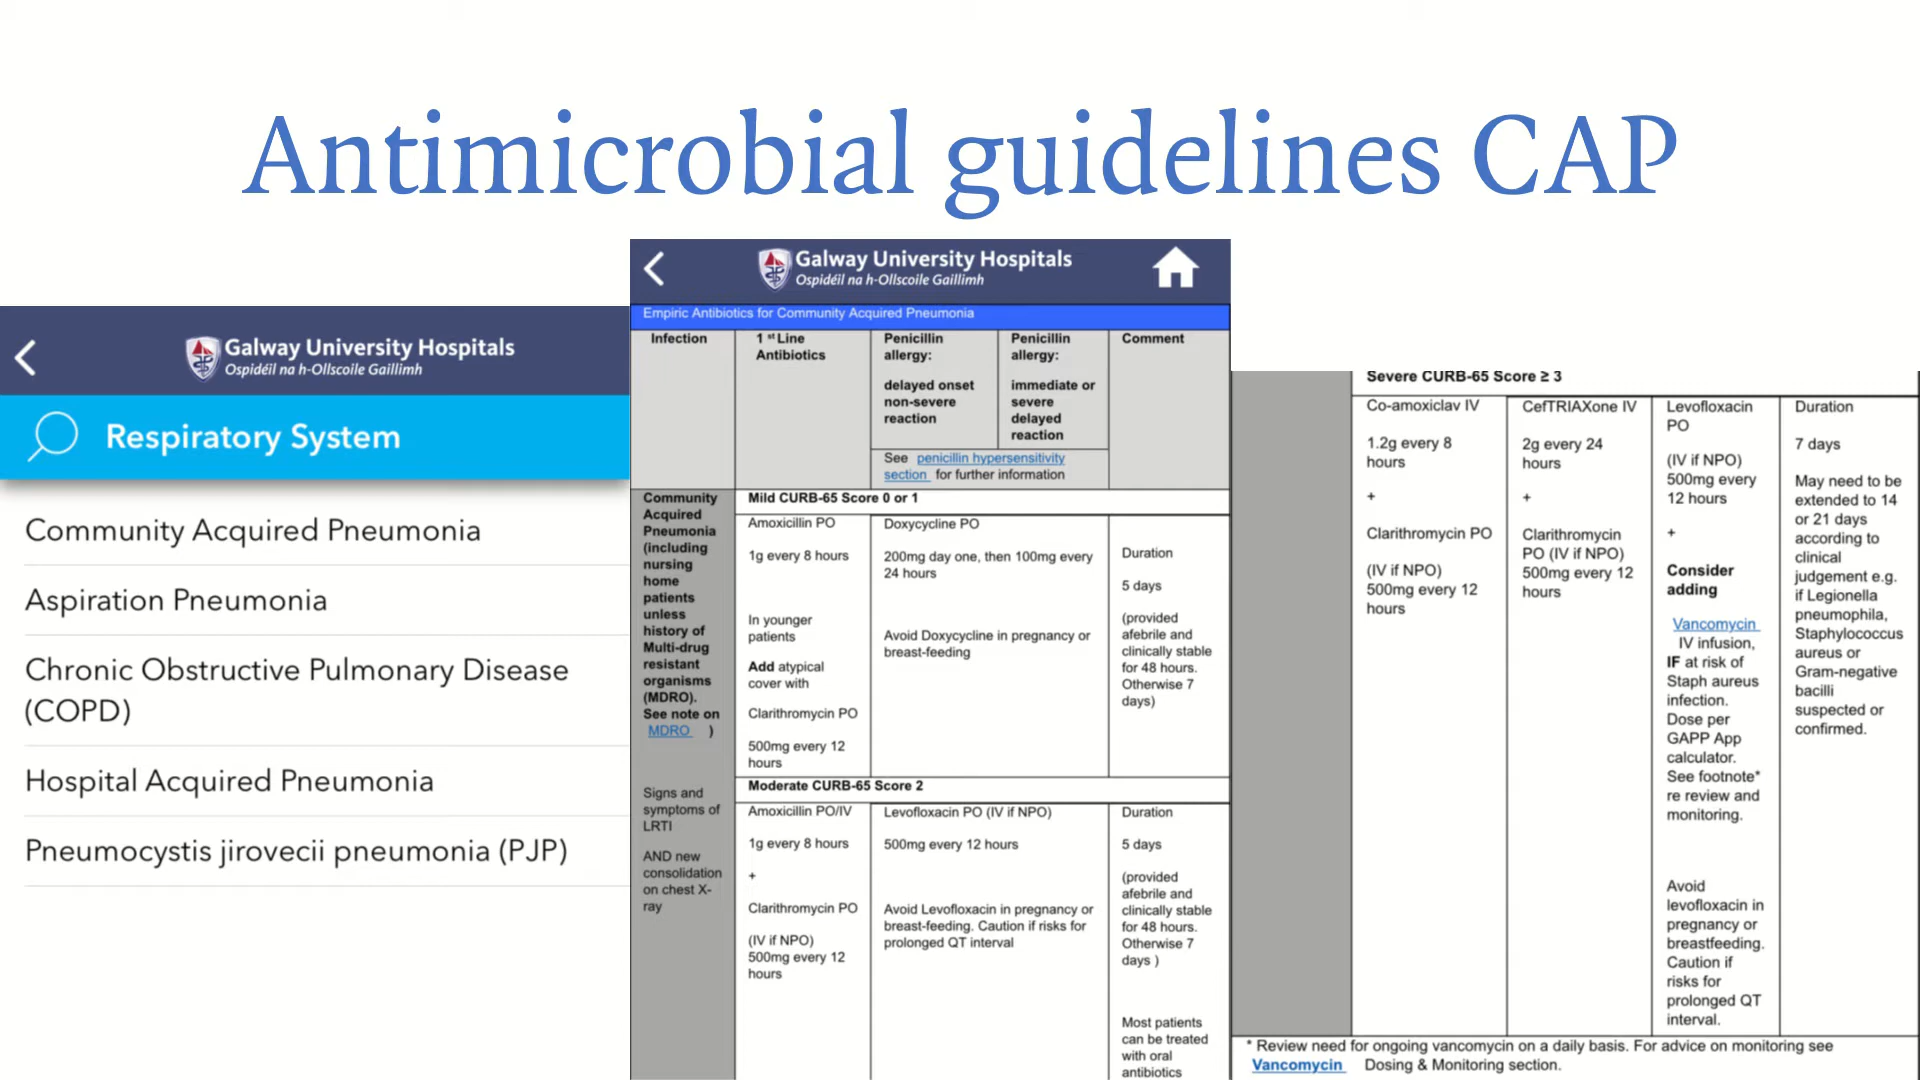 Antimicrobial guidelines CAP
Galway University Hospitals
Ospidéil na h-Ollscoile Gaillimh
Respiratory System
Community Acquired Pneumonia
Aspiration Pneumonia
Chronic Obstructive Pulmonary Disease
(COPD)
Hospital Acquired Pneumonia
Pneumocystis jirovecii pneumonia (PJP)
Galway University Hospitals
Ospidéil na h-Ollscoile Gaillimh
Empiric Antibiotics for Community Acquired Pneumonia
Infection
1 st Line
Antibiotics
Penicillin
allergy:
delayed onset
non-severe
reaction
Penicillin
allergy:
immediate or
severe
delayed
reaction
Comment
See penicillin hypersensitivity
section for further information
Community
Acquired
Pneumonia
(including
nursing
home
patients
unless
history of
Multi-drug
resistant
organisms
(MDRO).
See note on
MDRO )
Signs and
symptoms of
LRTI
AND new
consolidation
on chest X-
ray
Mild CURB-65 Score 0 or 1
Amoxicillin PO
1g every 8 hours
In younger
patients
Add atypical
cover with
Clarithromycin PO
500mg every 12
hours
Doxycycline PO
200mg day one, then 100mg every
24 hours
Avoid Doxycycline in pregnancy or
breast-feeding
Duration
5 days
(provided
afebrile and
clinically stable
for 48 hours.
Otherwise 7
days)
Moderate CURB-65 Score 2
Amoxicillin PO/IV
1g every 8 hours
+
Clarithromycin PO
(IV if NPO)
500mg every 12
hours
Levofloxacin PO (IV if NPO)
500mg every 12 hours
Avoid Levofloxacin in pregnancy or
breast-feeding. Caution if risks for
prolonged QT interval
Duration
5 days
(provided
afebrile and
clinically stable
for 48 hours.
Otherwise 7
days )
Most patients
can be treated
with oral
antibiotics
Severe CURB-65 Score ≥ 3
Co-amoxiclav IV
1.2g every 8
hours
+
Clarithromycin PO
(IV if NPO)
500mg every 12
hours
CefTRIAXone IV
2g every 24
hours
+
Clarithromycin
PO (IV if NPO)
500mg every 12
hours
Levofloxacin
PO
(IV if NPO)
500mg every
12 hours
+
Consider
adding
Vancomycin
IV infusion,
IF at risk of
Staph aureus
infection.
Dose per
GAPP App
calculator.
See footnote*
re review and
monitoring.
Avoid
levofloxacin in
pregnancy or
breastfeeding.
Caution if
risks for
prolonged QT
interval.
Duration
7 days
May need to be
extended to 14
or 21 days
according to
clinical
judgement e.g.
if Legionella
pneumophila,
Staphylococcus
aureus or
Gram-negative
bacilli
suspected or
confirmed.
* Review need for ongoing vancomycin on a daily basis. For advice on monitoring see
Vancomycin Dosing & Monitoring section.